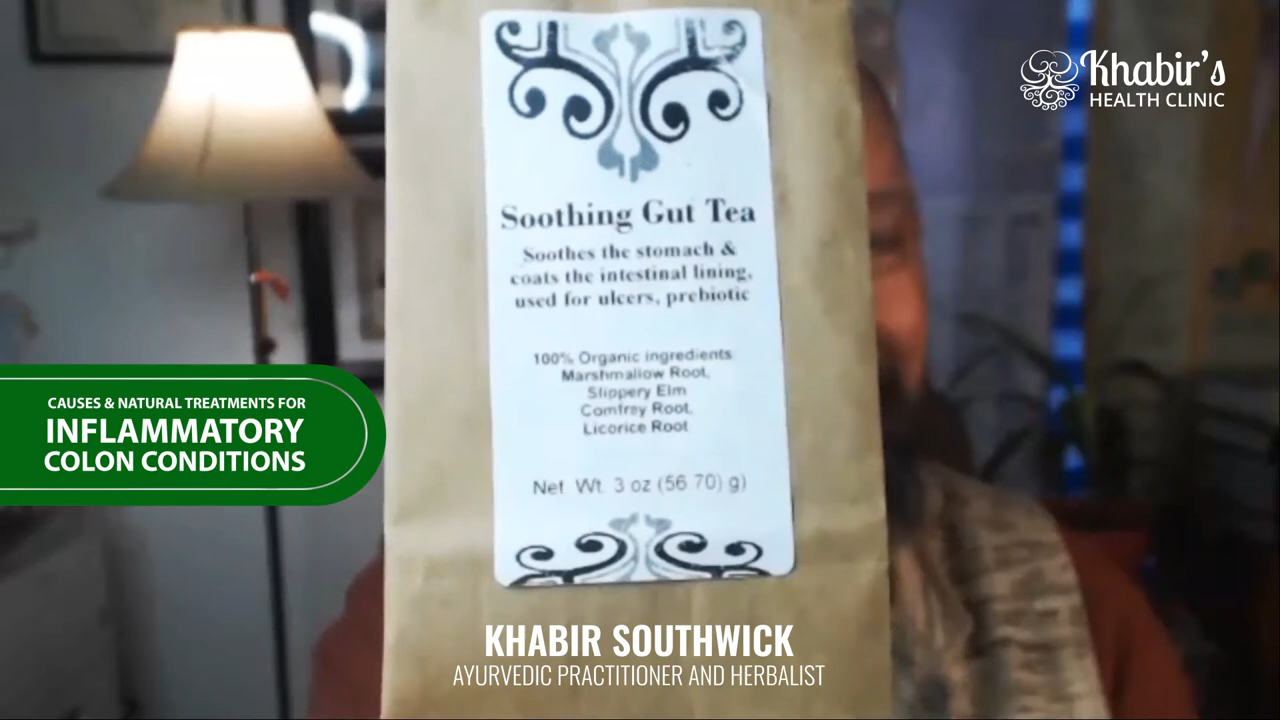 Khabir's
HEALTH CLINIC
Soothing Gut Tea
Soothes the stomach &
coats the intestinal lining,
used for ulcers, prebiotic
100% Organic ingredients
Marshmallow Root,
Slippery Elm
Comfrey Root,
Licorice Root
Net Wt. 3 oz (56 70) g)
CAUSES & NATURAL TREATMENTS FOR
INFLAMMATORY
COLON CONDITIONS
KHABIR SOUTHWICK
AYURVEDIC PRACTITIONER AND HERBALIST